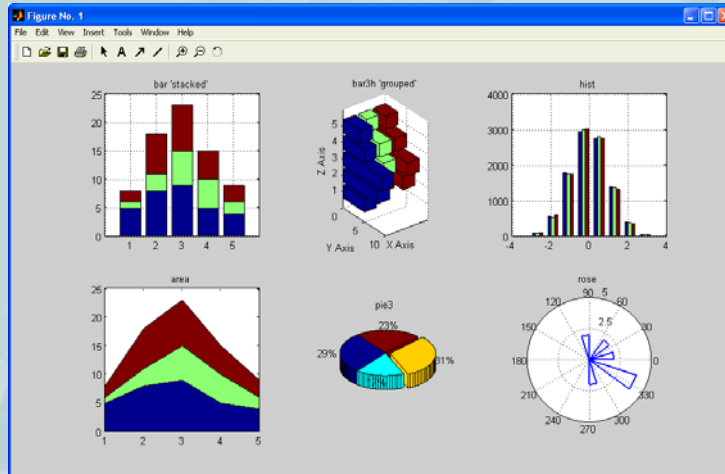 Figure No. 1
File Edit View Insert Tools Window Help
A
bar 'stacked'
25
20
15
10
5
0
1 2 3 4 5
bar3h 'grouped'
Z Axis
5
4
3
2
1
0
5
10
Y Axis
X Axis
hist
4000
3000
2000
1000
0
-4 -2 0 2 4
area
25
20
15
10
5
0
1 2 3 4 5
pie3
23%
29%
31%
rose
90 5
120 60
2.5
150 30
180 0
210 330
240 300
270